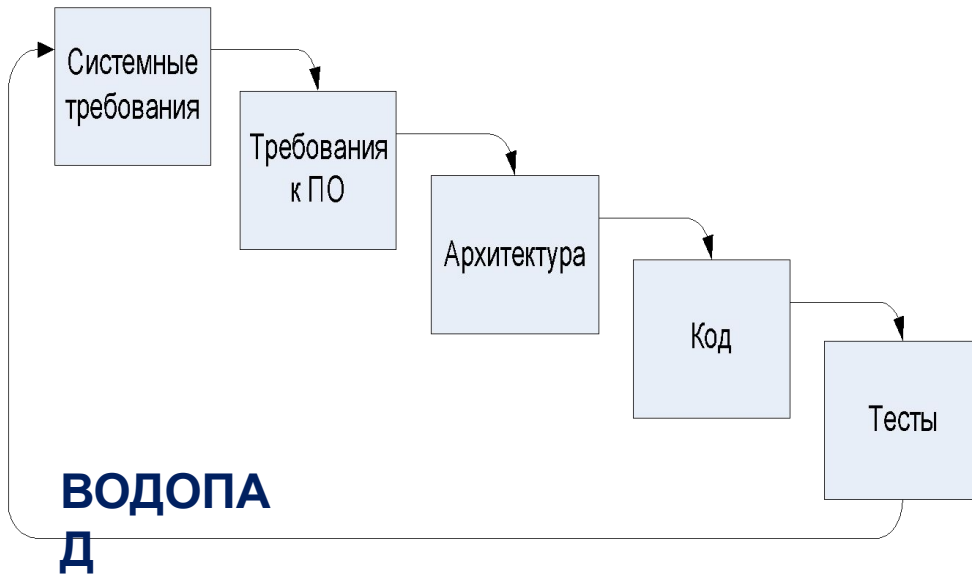 Системные
требования
Требования
к ПО
Архитектура
Код
Тесты
ВОДОПА
Д